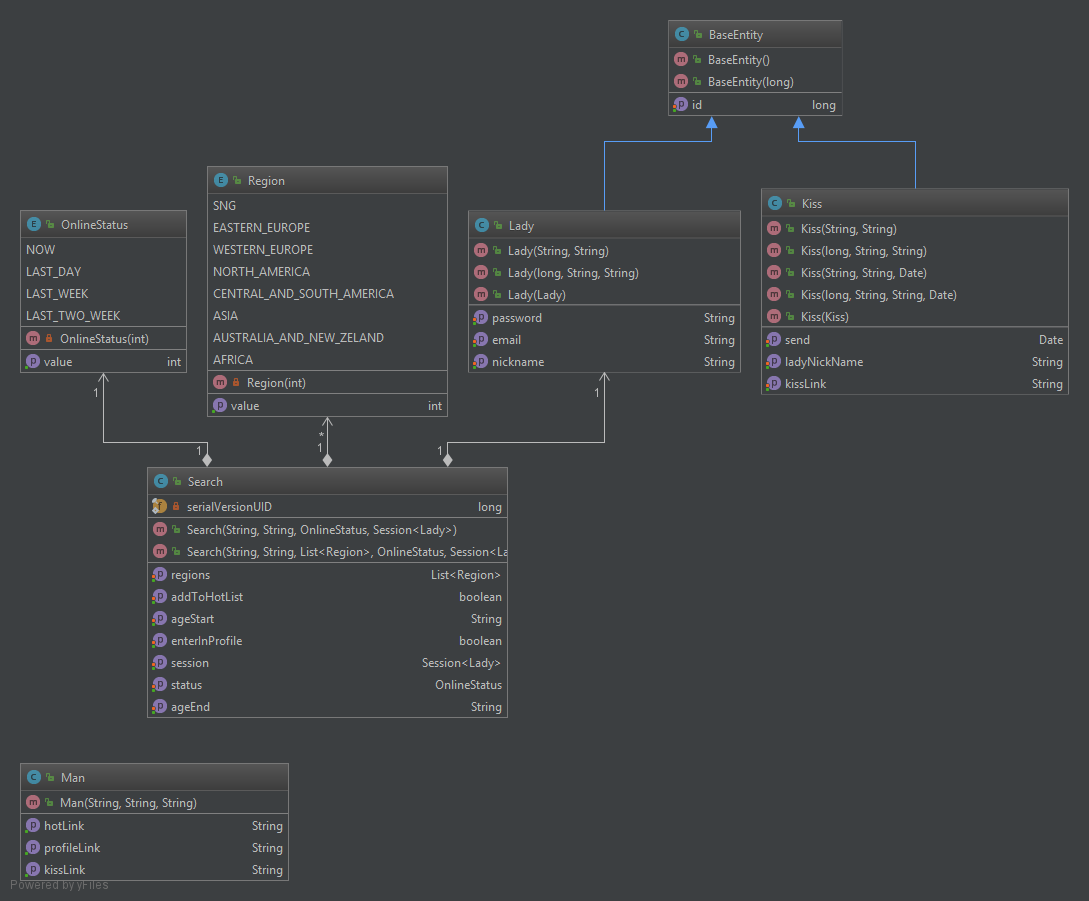 C BaseEntity
m BaseEntity()
m BaseEntity(long)
p id long
E Region
SNG
EASTERN_EUROPE
WESTERN_EUROPE
NORTH_AMERICA
CENTRAL_AND_SOUTH_AMERICA
ASIA
AUSTRALIA_AND_NEW_ZELAND
AFRICA
m Region(int)
p value int
E OnlineStatus
NOW
LAST_DAY
LAST_WEEK
LAST_TWO_WEEK
m OnlineStatus(int)
p value int
C Lady
m Lady(String, String)
m Lady(long, String, String)
m Lady(Lady)
p password String
p email String
p nickname String
C Kiss
m Kiss(String, String)
m Kiss(long, String, String)
m Kiss(String, String, Date)
m Kiss(long, String, String, Date)
m Kiss(Kiss)
p send Date
p ladyNickName String
p kissLink String
1
1
*
1
1
1
C Search
f serialVersionUID long
m Search(String, String, OnlineStatus, Session<Lady>)
m Search(String, String, List<Region>, OnlineStatus, Session<La
p regions List<Region>
p addToHotList boolean
p ageStart String
p enterInProfile boolean
p session Session<Lady>
p status OnlineStatus
p ageEnd String
C Man
m Man(String, String, String)
p hotLink String
p profileLink String
p kissLink String
Powered by yFiles